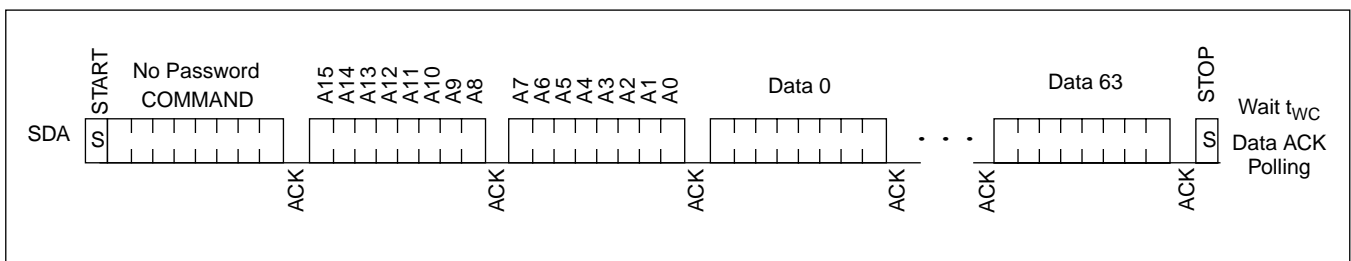 START
No Password
COMMAND
A15
A14
A13
A12
A11
A10
A9
A8
A7
A6
A5
A4
A3
A2
A1
A0
Data 0
Data 63
STOP
SDA
S
. . .
S
Wait tWC
Data ACK
Polling
ACK
ACK
ACK
ACK
ACK
ACK